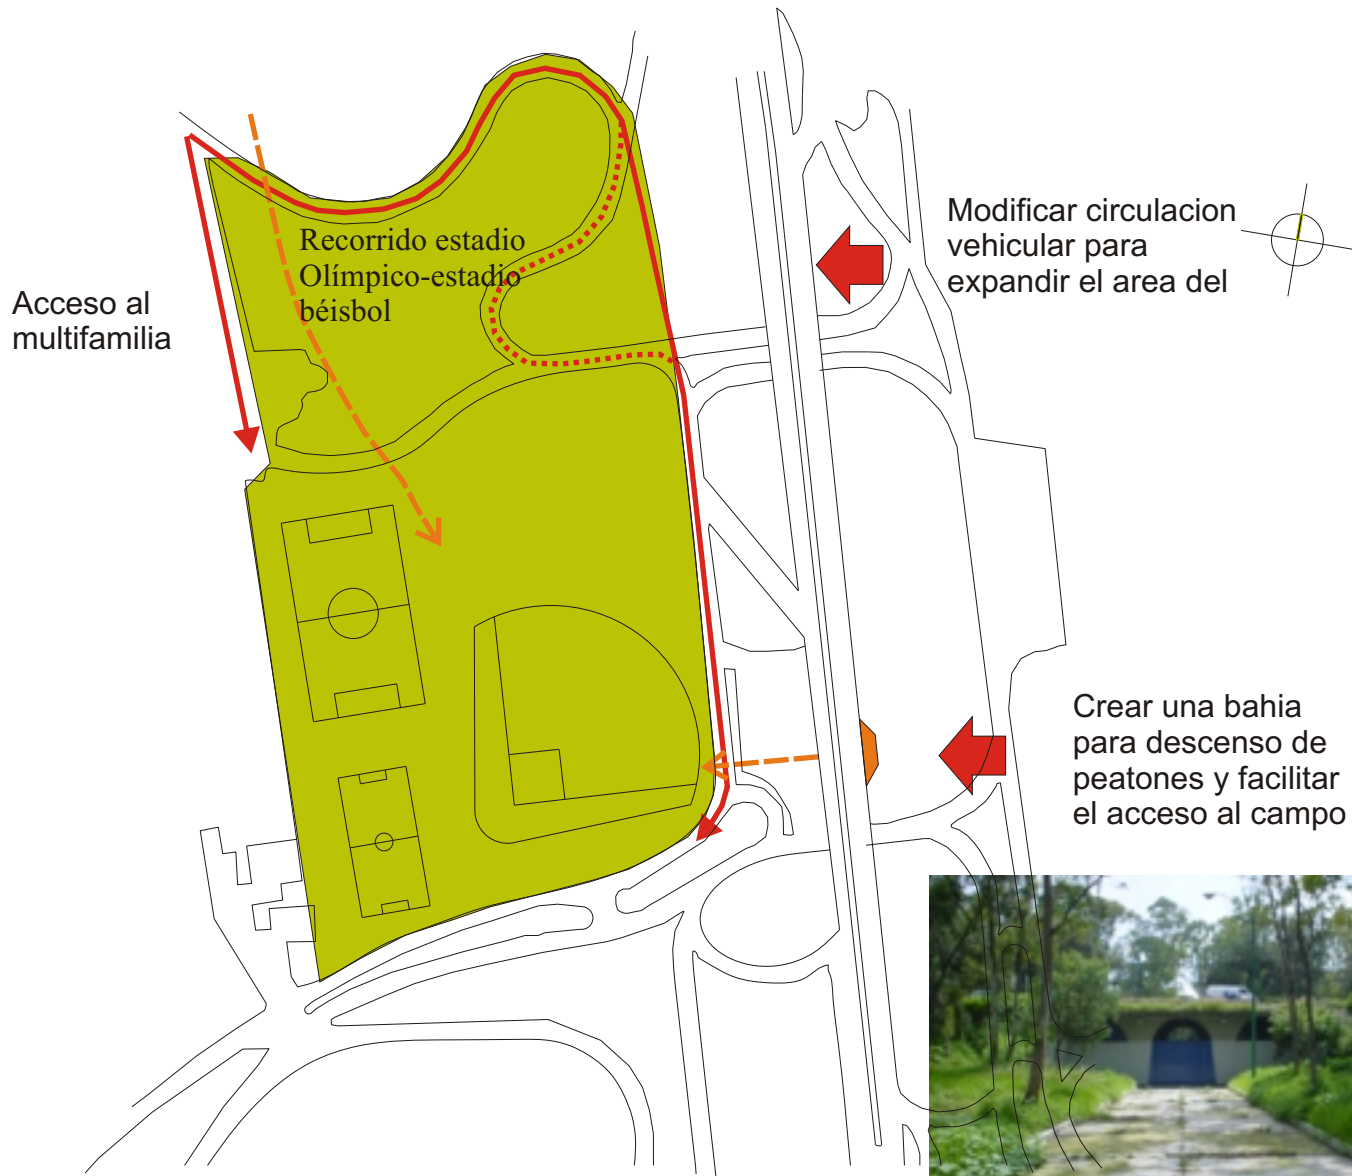 Recorrido estadio
Olímpico-estadio
béisbol
Acceso al
multifamilia
Modificar circulacion
vehicular para
expandir el area del
Crear una bahia
para descenso de
peatones y facilitar
el acceso al campo